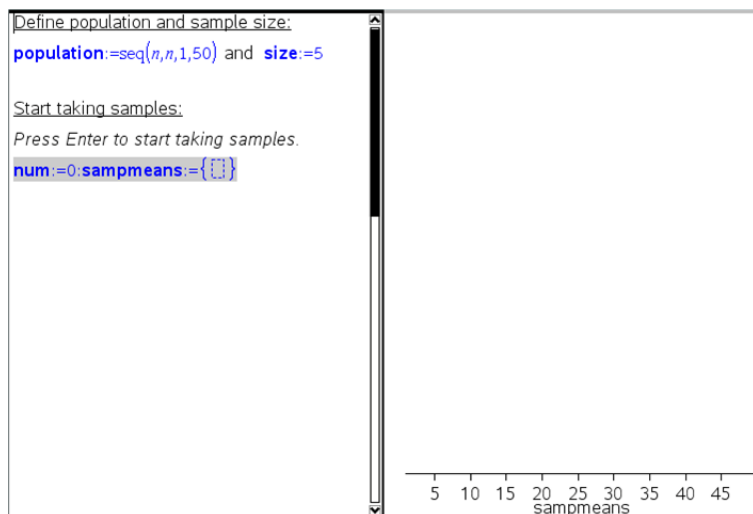 Define population and sample size:
population:=seq(n,n,1,50) and size:=5
Start taking samples:
Press Enter to start taking samples.
num:=0:sampmeans:={}
5 10 15 20 25 30 35 40 45
sampmeans